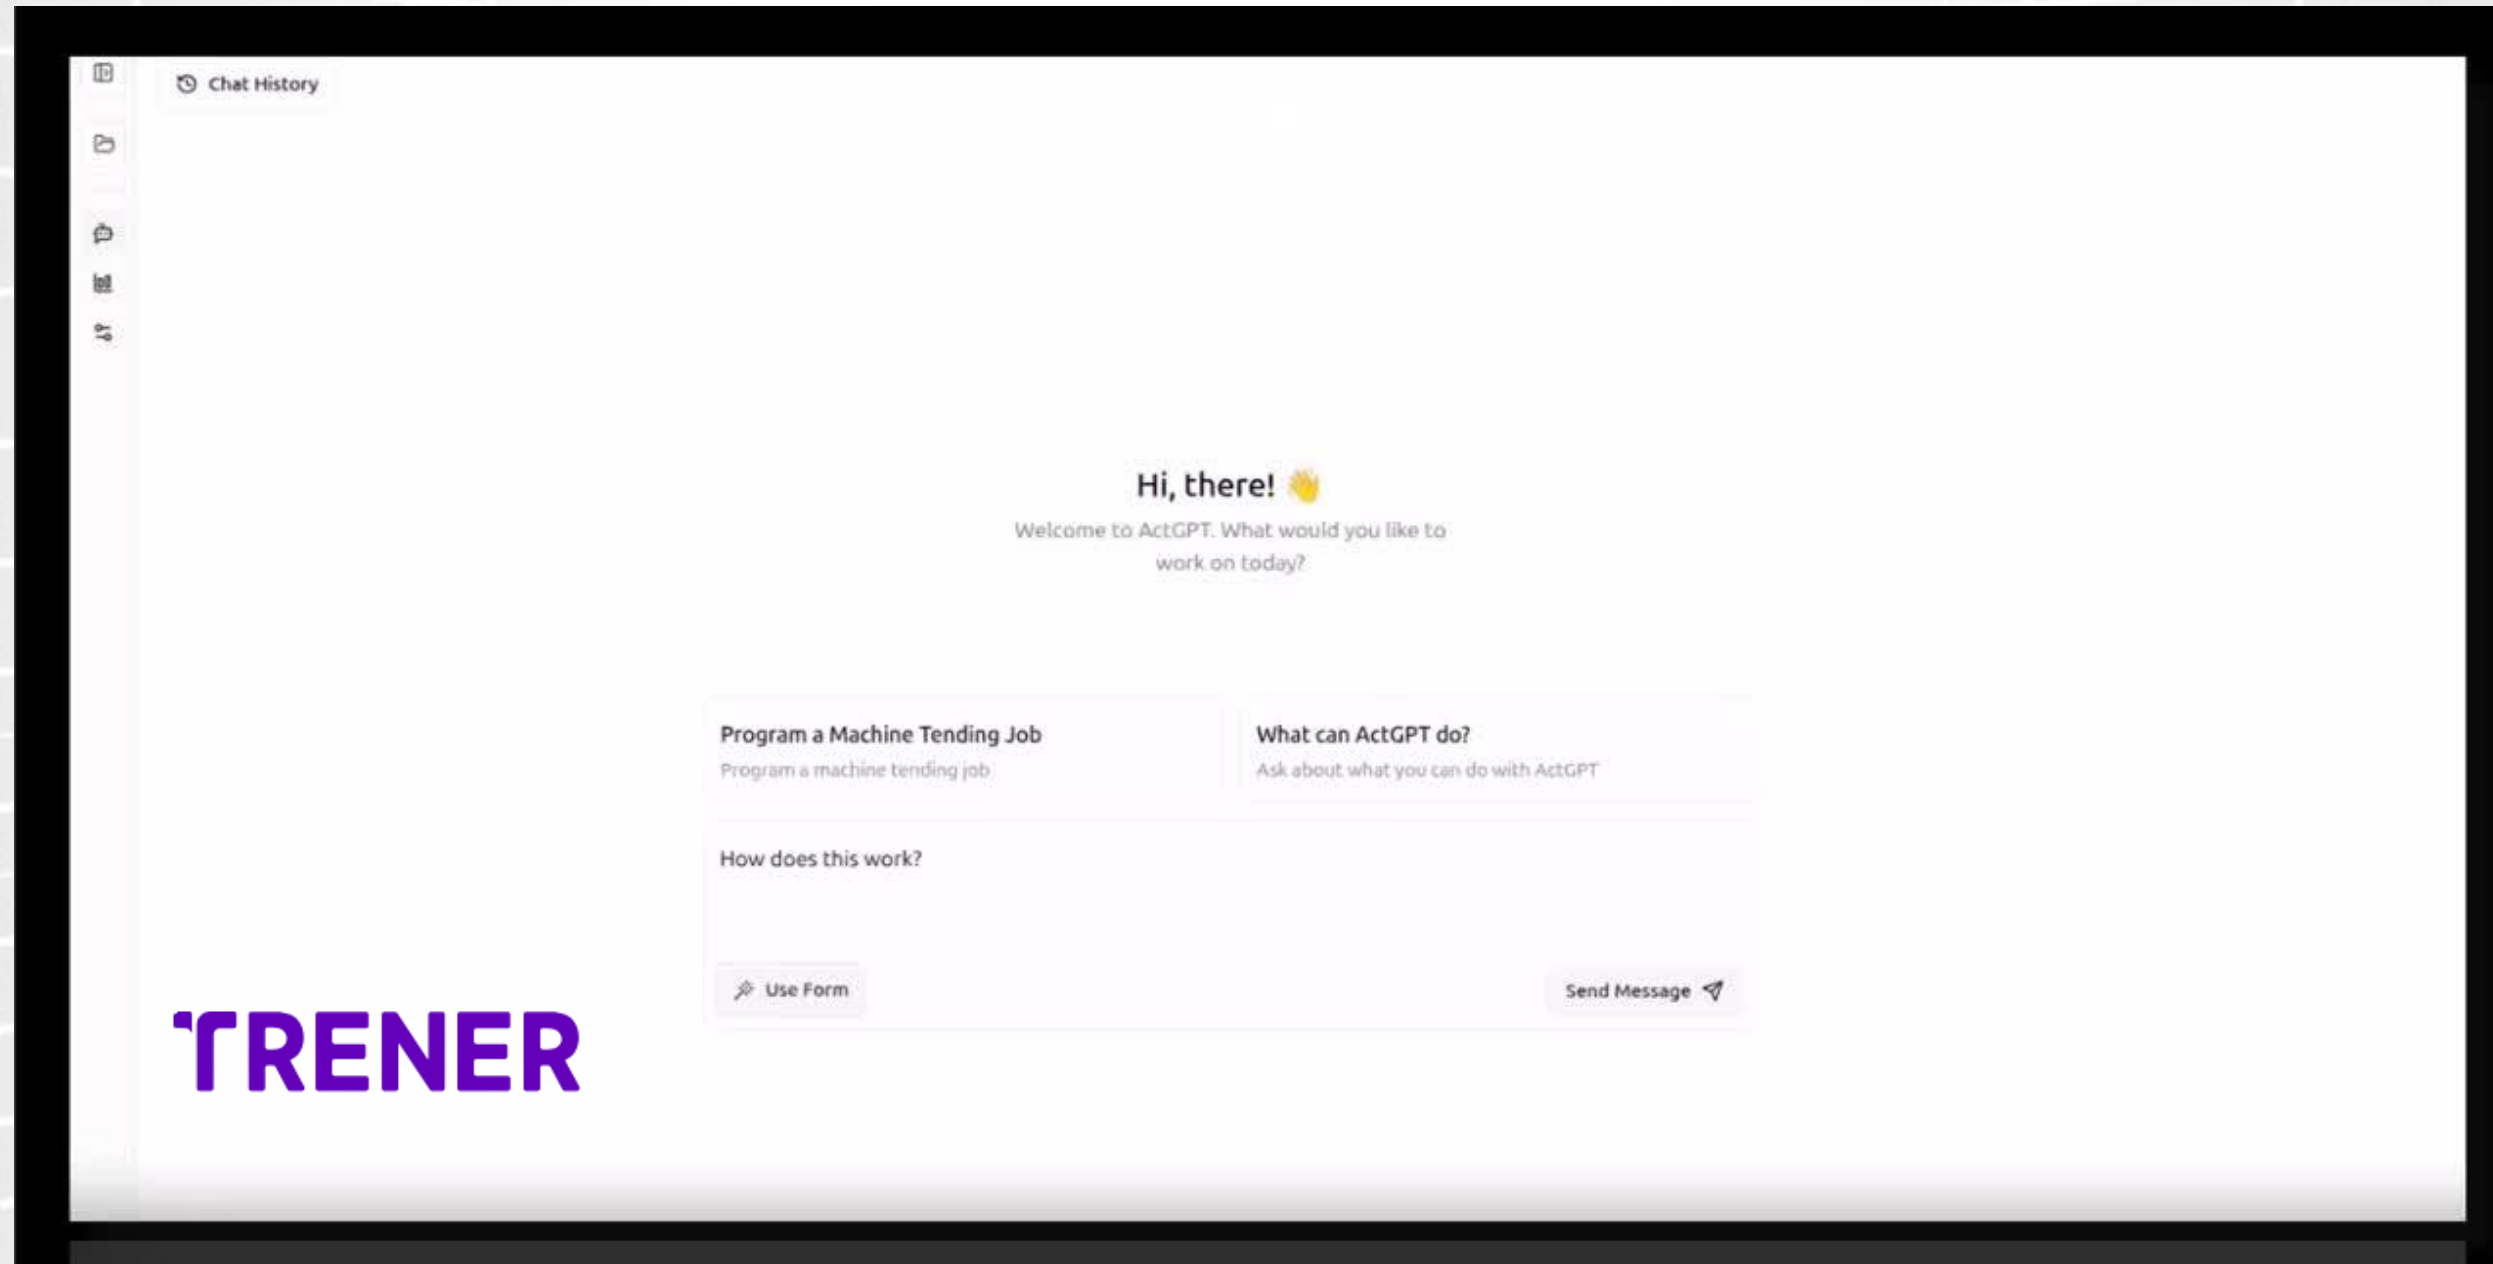 Chat History
Hi, there! 👋
Welcome to ActGPT. What would you like to
work on today?
Program a Machine Tending Job
Program a machine tending job
What can ActGPT do?
Ask about what you can do with ActGPT
How does this work?
Use Form
Send Message
TRENER